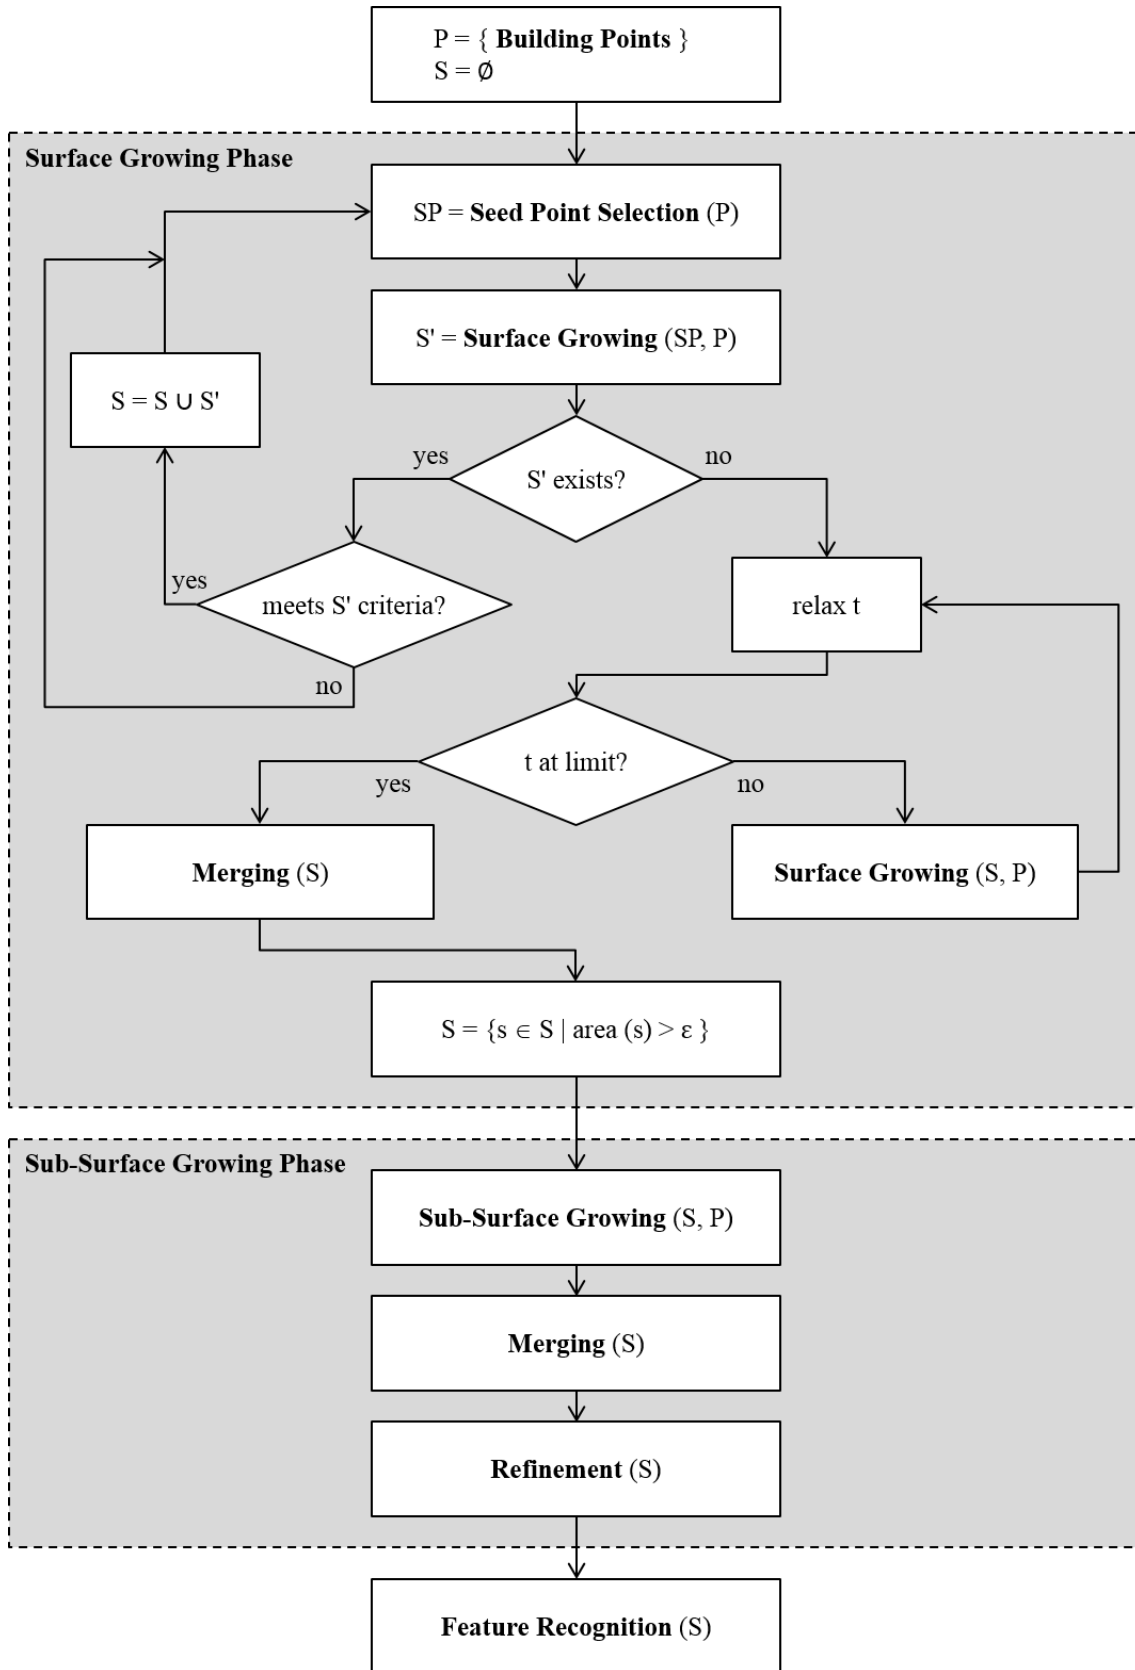 P = { Building Points }
S = ∅
Surface Growing Phase
SP = Seed Point Selection (P)
S' = Surface Growing (SP, P)
S = S ∪ S'
yes
S' exists?
no
yes
meets S' criteria?
relax t
no
t at limit?
yes
no
Merging (S)
Surface Growing (S, P)
S = {s ∈ S | area (s) > ε }
Sub-Surface Growing Phase
Sub-Surface Growing (S, P)
Merging (S)
Refinement (S)
Feature Recognition (S)